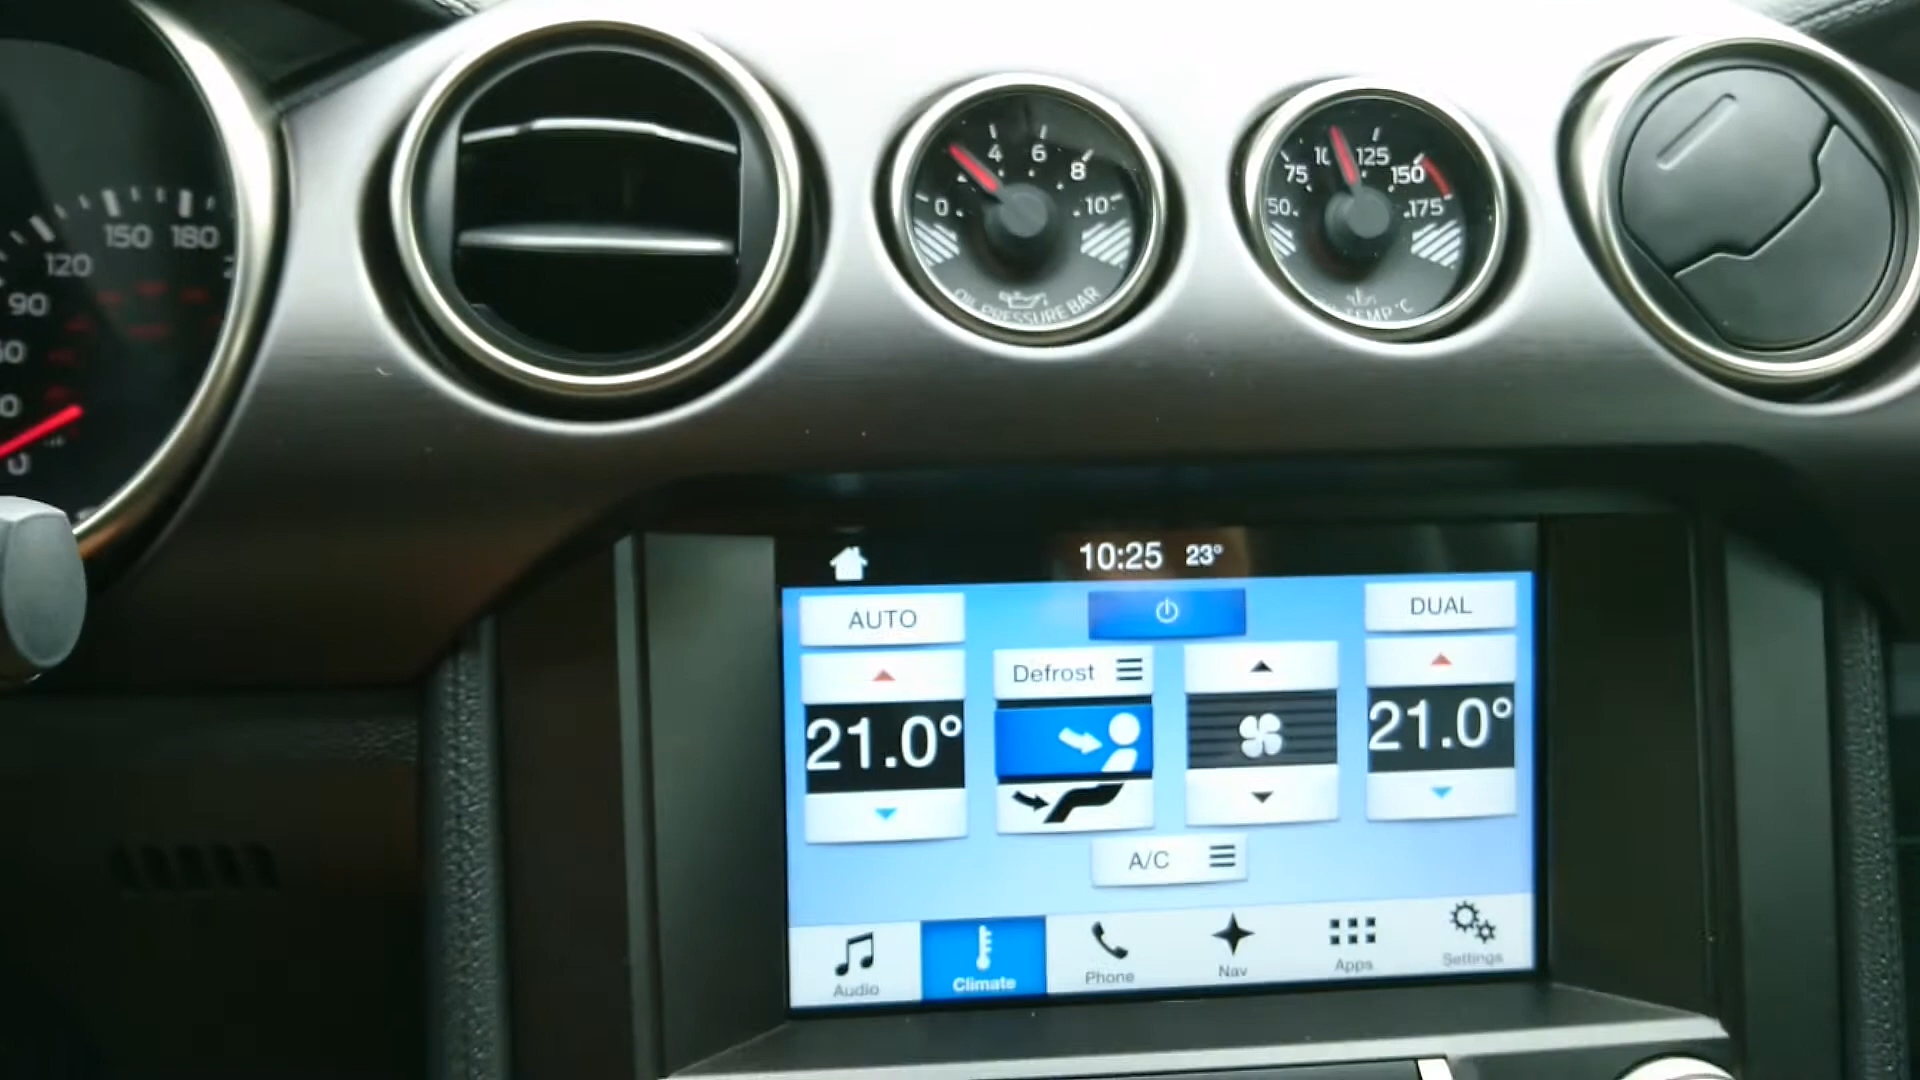 120 150 180
90
0
0 4 6 8 10
OIL PRESSURE BAR
50 75 125 150 175
TEMP °C
10:25 23°
AUTO
DUAL
Defrost
21.0°
21.0°
A/C
Audio
Climate
Phone
Nav
Apps
Settings